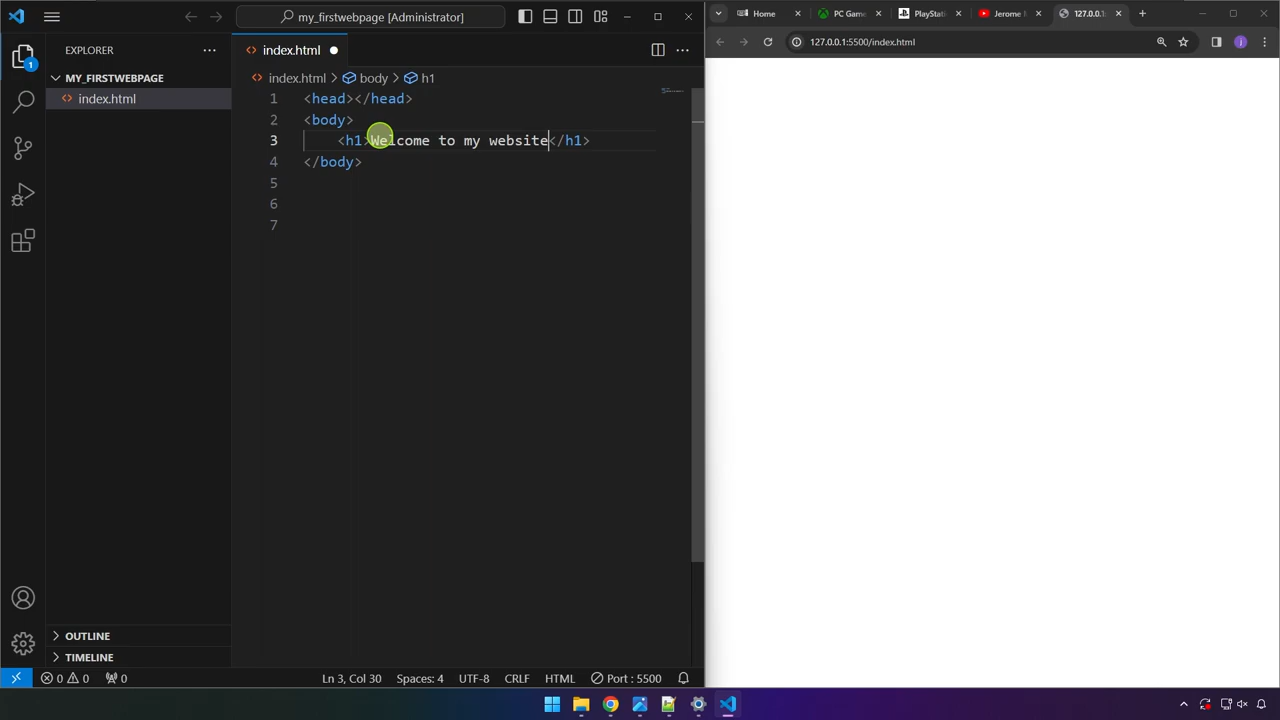 my_firstwebpage [Administrator]
Home
PC Game
PlayStati
Jerome
127.0.0.1:
EXPLORER
index.html
127.0.0.1:5500/index.html
MY_FIRSTWEBPAGE
index.html > body > h1
index.html
1 <head></head>
2 <body>
3 <h1>Welcome to my website</h1>
4 </body>
5
6
7
OUTLINE
TIMELINE
0 0 0
Ln 3, Col 30
Spaces: 4
UTF-8
CRLF
HTML
Port : 5500
1